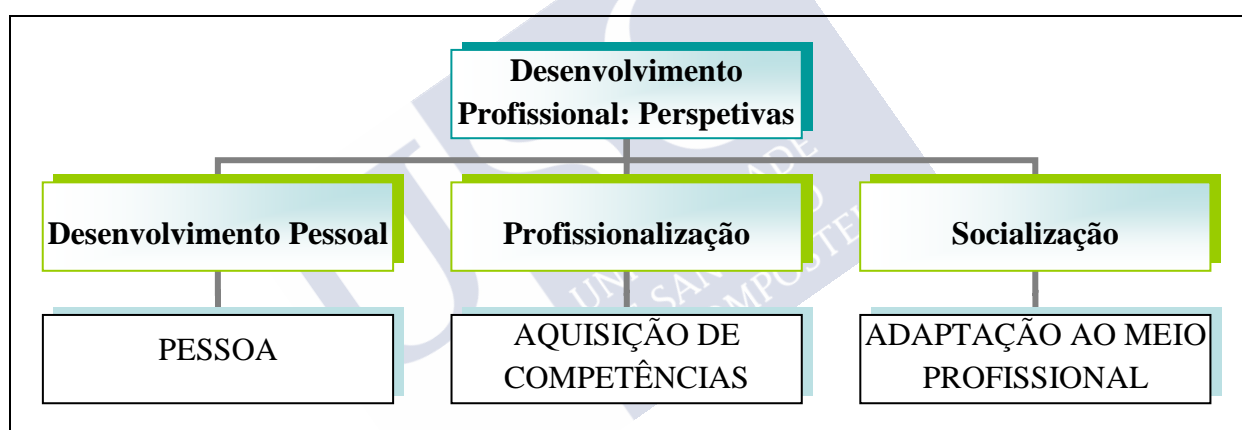 Desenvolvimento
Profissional: Perspetivas
Desenvolvimento Pessoal
Profissionalização
Socialização
PESSOA
AQUISIÇÃO DE
COMPETÊNCIAS
ADAPTAÇÃO AO MEIO
PROFISSIONAL